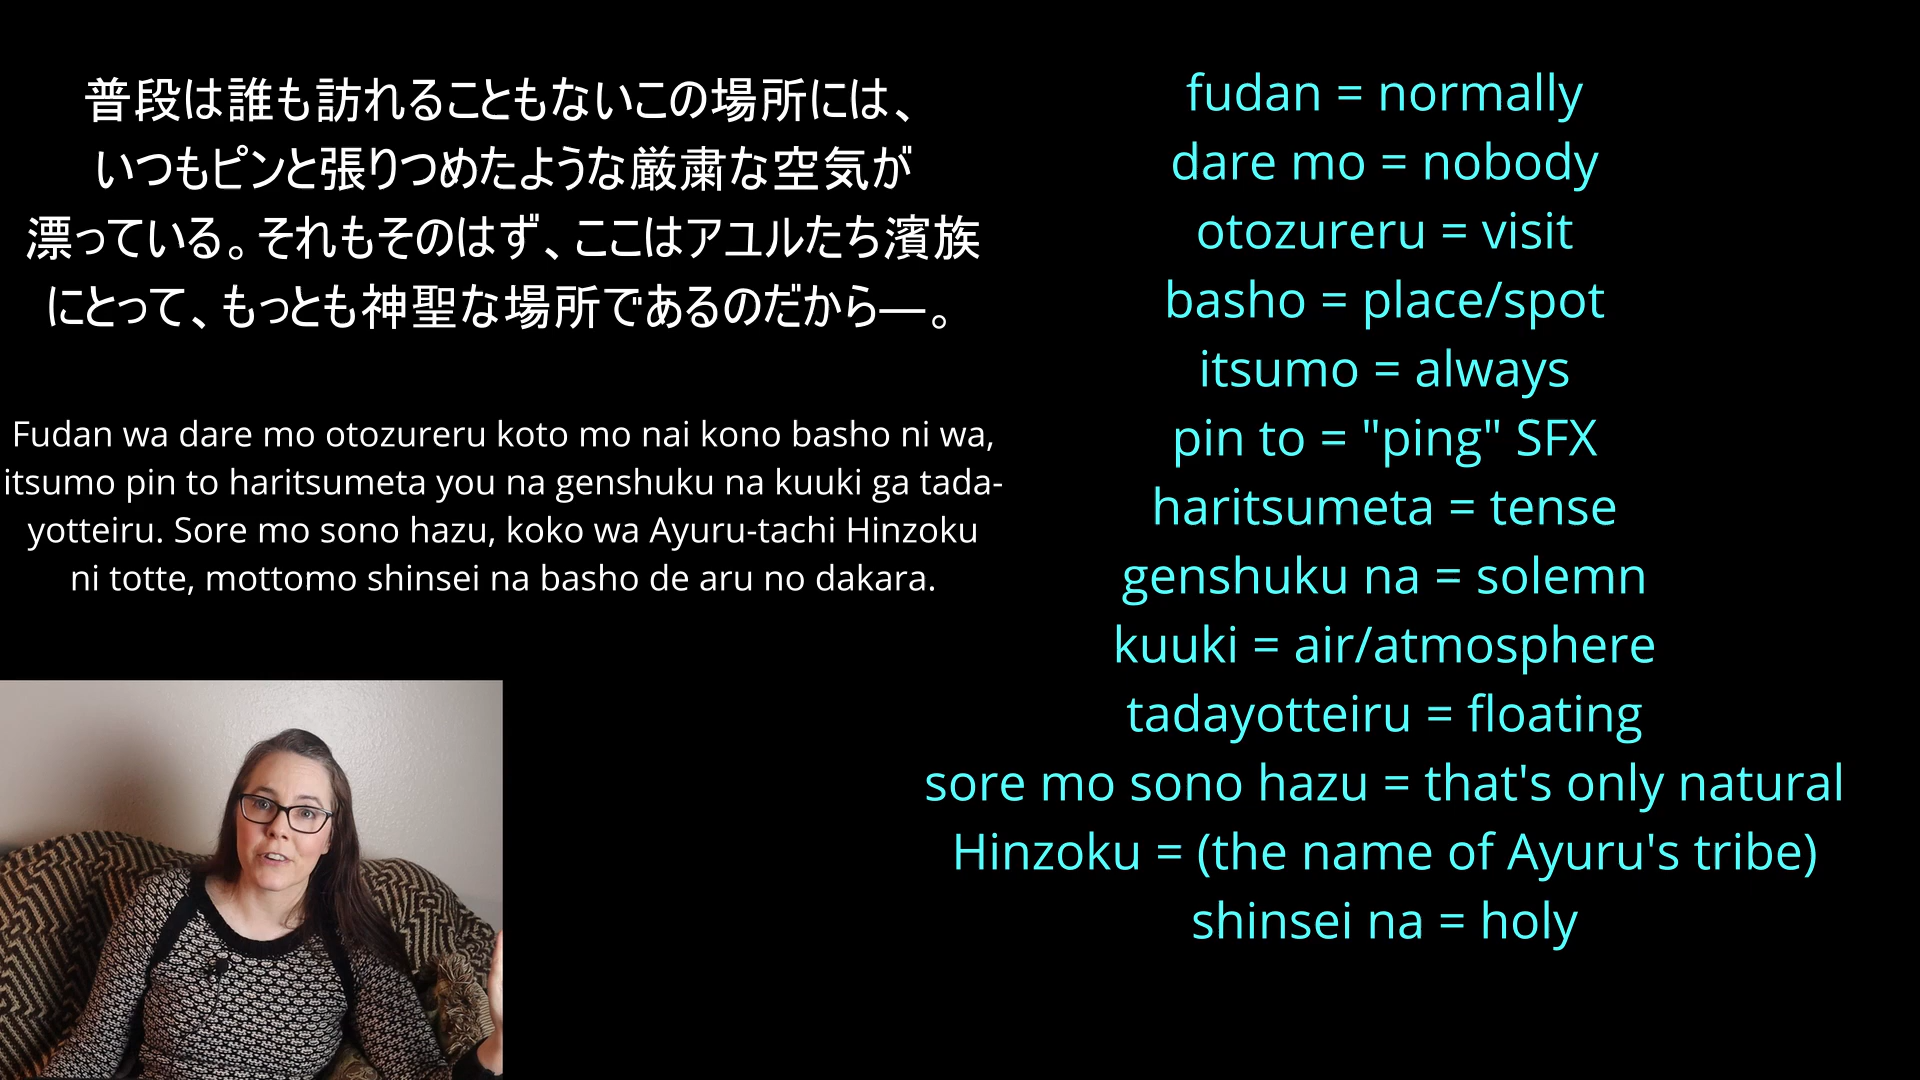 普段は誰も訪れることもないこの場所には、
いつもピンと張りつめたような厳粛な空気が
漂っている。それもそのはず、ここはアユルたち濱族
にとって、もっとも神聖な場所であるのだから―。
Fudan wa dare mo otozureru koto mo nai kono basho ni wa,
itsumo pin to haritsumeta you na genshuku na kuuki ga tada-
yotteiru. Sore mo sono hazu, koko wa Ayuru-tachi Hinzoku
ni totte, mottomo shinsei na basho de aru no dakara.
fudan = normally
dare mo = nobody
otozureru = visit
basho = place/spot
itsumo = always
pin to = "ping" SFX
haritsumeta = tense
genshuku na = solemn
kuuki = air/atmosphere
tadayotteiru = floating
sore mo sono hazu = that's only natural
Hinzoku = (the name of Ayuru's tribe)
shinsei na = holy